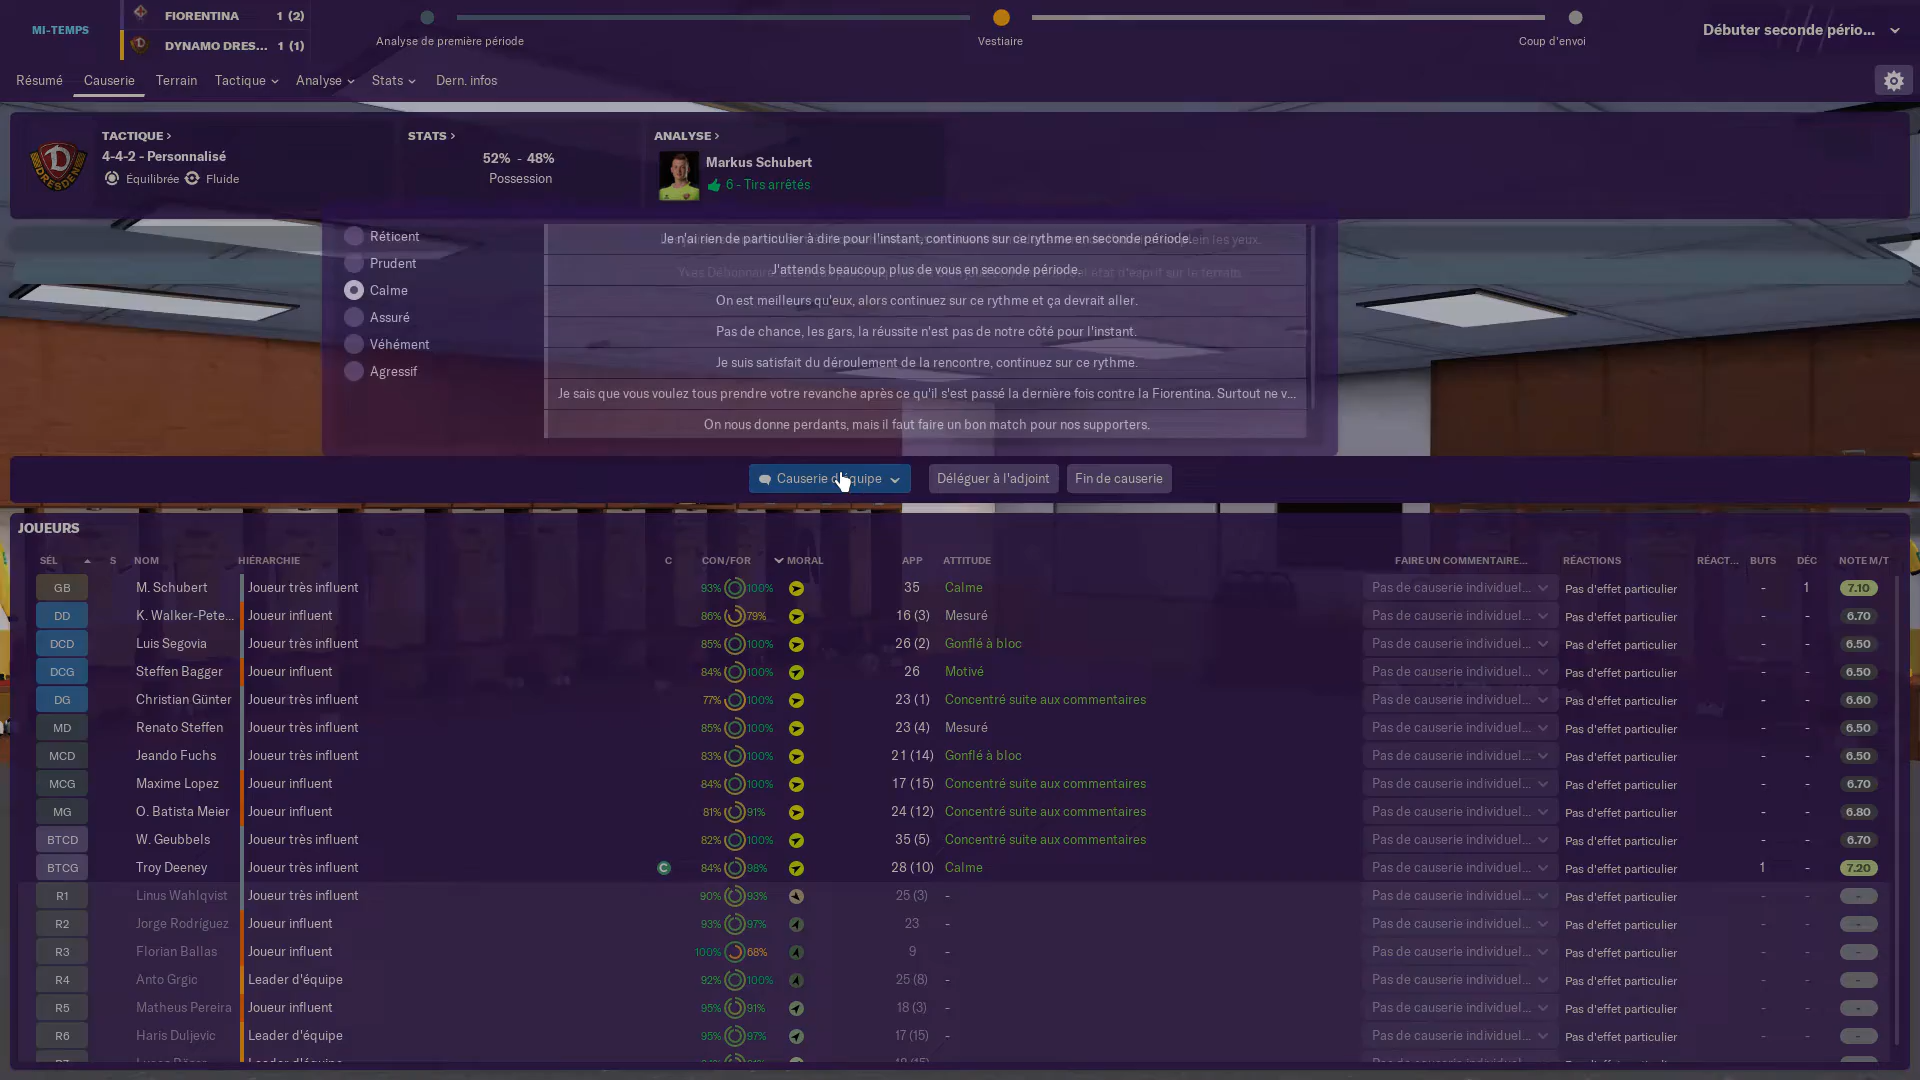 MI-TEMPS
FIORENTINA 1 (2)
DYNAMO DRES... 1 (1)
Analyse de première période
Vestiaire
Coup d'envoi
Débuter seconde pério...
Résumé Causerie Terrain Tactique Analyse Stats Dern. infos
TACTIQUE >
4-4-2 - Personnalisé
Équilibrée Fluide
STATS >
52% - 48%
Possession
ANALYSE >
Markus Schubert
6 - Tirs arrêtés
Réticent
Prudent
Calme
Assuré
Véhément
Agressif
Je n'ai rien de particulier à dire pour l'instant, continuons sur ce rythme en seconde période.
J'attends beaucoup plus de vous en seconde période.
On est meilleurs qu'eux, alors continuez sur ce rythme et ça devrait aller.
Pas de chance, les gars, la réussite n'est pas de notre côté pour l'instant.
Je suis satisfait du déroulement de la rencontre, continuez sur ce rythme.
Je sais que vous voulez tous prendre votre revanche après ce qu'il s'est passé la dernière fois contre la Fiorentina. Surtout ne v...
On nous donne perdants, mais il faut faire un bon match pour nos supporters.
Causerie d'équipe Déléguer à l'adjoint Fin de causerie
JOUEURS
SÉL S NOM HIÉRARCHIE C CON/FOR MORAL APP ATTITUDE FAIRE UN COMMENTAIRE... RÉACTIONS RÉACT... BUTS DÉC NOTE M/T
GB M. Schubert Joueur très influent 93% 100% 35 Calme Pas de causerie individuel... Pas d'effet particulier - 1 7.10
DD K. Walker-Pete... Joueur influent 86% 79% 16 (3) Mesuré Pas de causerie individuel... Pas d'effet particulier - - 6.70
DCD Luis Segovia Joueur très influent 85% 100% 26 (2) Gonflé à bloc Pas de causerie individuel... Pas d'effet particulier - - 6.50
DCG Steffen Bagger Joueur influent 84% 100% 26 Motivé Pas de causerie individuel... Pas d'effet particulier - - 6.50
DG Christian Günter Joueur très influent 77% 100% 23 (1) Concentré suite aux commentaires Pas de causerie individuel... Pas d'effet particulier - - 6.60
MD Renato Steffen Joueur très influent 85% 100% 23 (4) Mesuré Pas de causerie individuel... Pas d'effet particulier - - 6.50
MCD Jeando Fuchs Joueur très influent 83% 100% 21 (14) Gonflé à bloc Pas de causerie individuel... Pas d'effet particulier - - 6.50
MCG Maxime Lopez Joueur influent 84% 100% 17 (15) Concentré suite aux commentaires Pas de causerie individuel... Pas d'effet particulier - - 6.70
MG O. Batista Meier Joueur influent 81% 91% 24 (12) Concentré suite aux commentaires Pas de causerie individuel... Pas d'effet particulier - - 6.80
BTCD W. Geubbels Joueur très influent 82% 100% 35 (5) Concentré suite aux commentaires Pas de causerie individuel... Pas d'effet particulier - - 6.70
BTCG Troy Deeney Joueur très influent C 84% 98% 28 (10) Calme Pas de causerie individuel... Pas d'effet particulier 1 - 7.20
R1 Linus Wahlqvist Joueur très influent 90% 93% 25 (3) - Pas de causerie individuel... Pas d'effet particulier - - -
R2 Jorge Rodríguez Joueur influent 93% 97% 23 - Pas de causerie individuel... Pas d'effet particulier - - -
R3 Florian Ballas Joueur influent 100% 68% 9 - Pas de causerie individuel... Pas d'effet particulier - - -
R4 Anto Grgic Leader d'équipe 92% 100% 25 (8) - Pas de causerie individuel... Pas d'effet particulier - - -
R5 Matheus Pereira Joueur influent 95% 91% 18 (3) - Pas de causerie individuel... Pas d'effet particulier - - -
R6 Haris Duljevic Leader d'équipe 95% 97% 17 (15) - Pas de causerie individuel... Pas d'effet particulier - - -